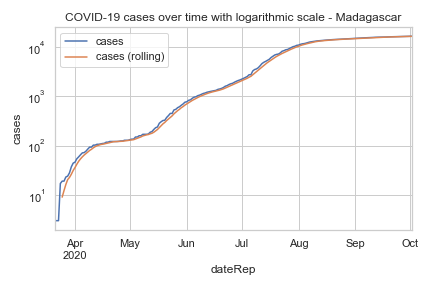 COVID-19 cases over time with logarithmic scale - Madagascar
cases
cases (rolling)
10⁴
10³
10²
10¹
cases
Apr May Jun Jul Aug Sep Oct
2020
dateRep